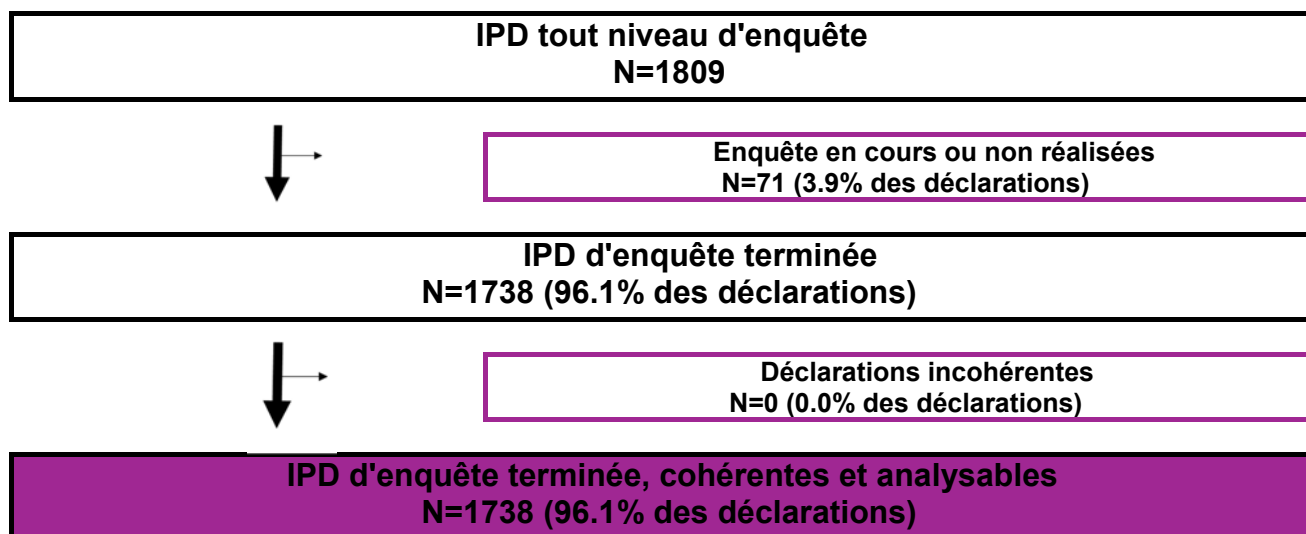 IPD tout niveau d'enquête
N=1809
Enquête en cours ou non réalisées
N=71 (3.9% des déclarations)
IPD d'enquête terminée
N=1738 (96.1% des déclarations)
Déclarations incohérentes
N=0 (0.0% des déclarations)
IPD d'enquête terminée, cohérentes et analysables
N=1738 (96.1% des déclarations)